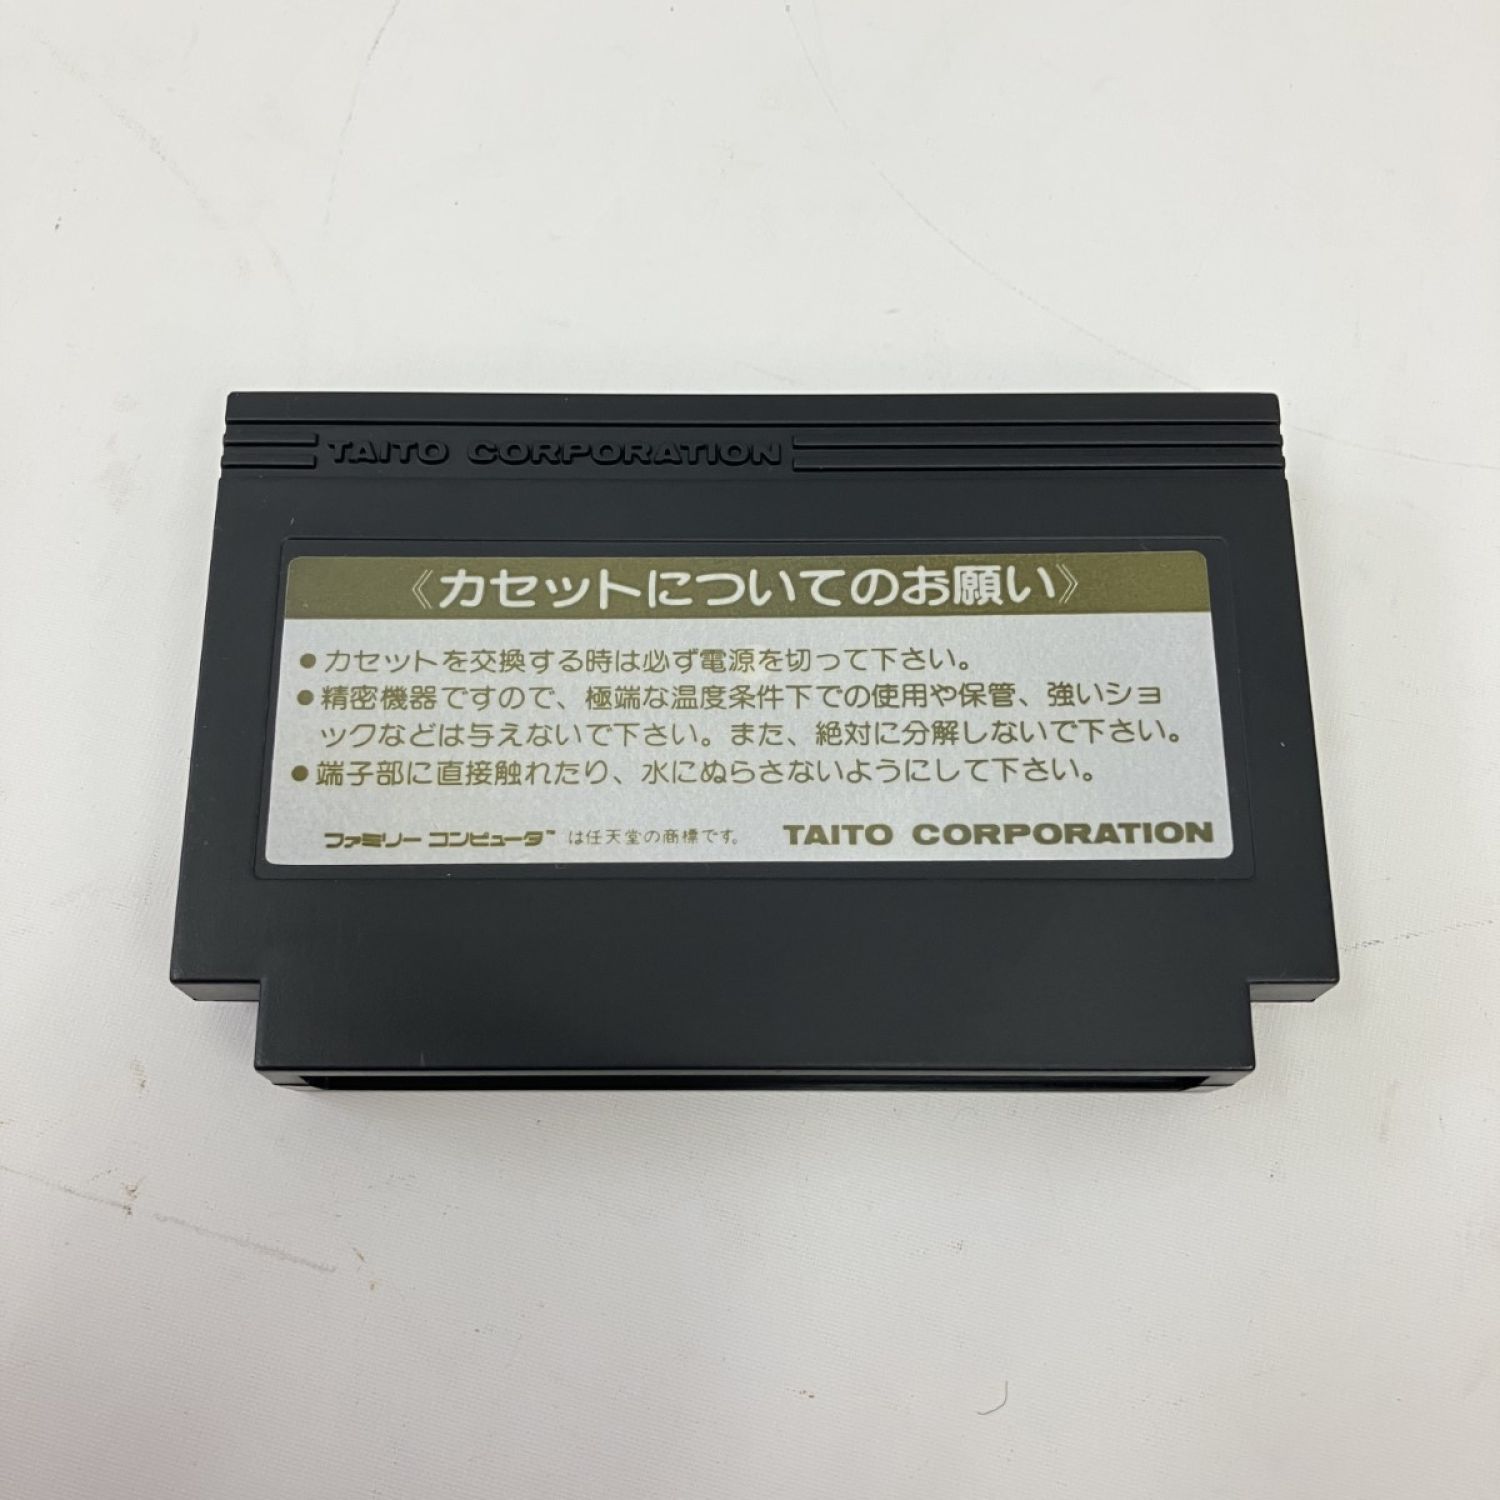 TAITO CORPORATION
《カセットについてのお願い》
●カセットを交換する時は必ず電源を切って下さい。
●精密機器ですので、極端な温度条件下での使用や保管、強いショ
ックなどは与えないで下さい。また、絶対に分解しないで下さい。
●端子部に直接触れたり、水にぬらさないようにして下さい。
ファミリーコンピュータ™ は任天堂の商標です。 TAITO CORPORATION